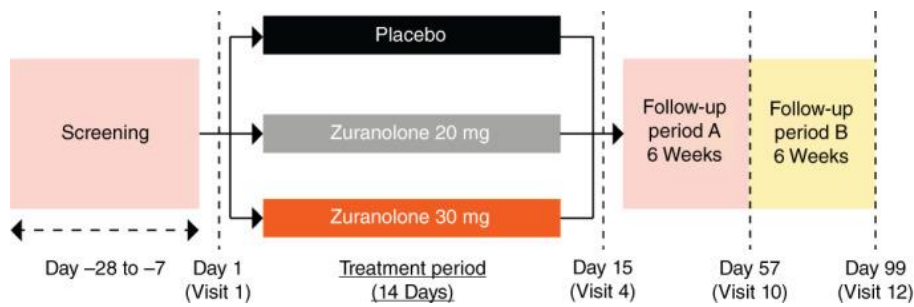 Placebo
Screening
Zuranolone 20 mg
Zuranolone 30 mg
Follow-up
period A
6 Weeks
Follow-up
period B
6 Weeks
Day –28 to –7
Day 1
(Visit 1)
Treatment period
(14 Days)
Day 15
(Visit 4)
Day 57
(Visit 10)
Day 99
(Visit 12)